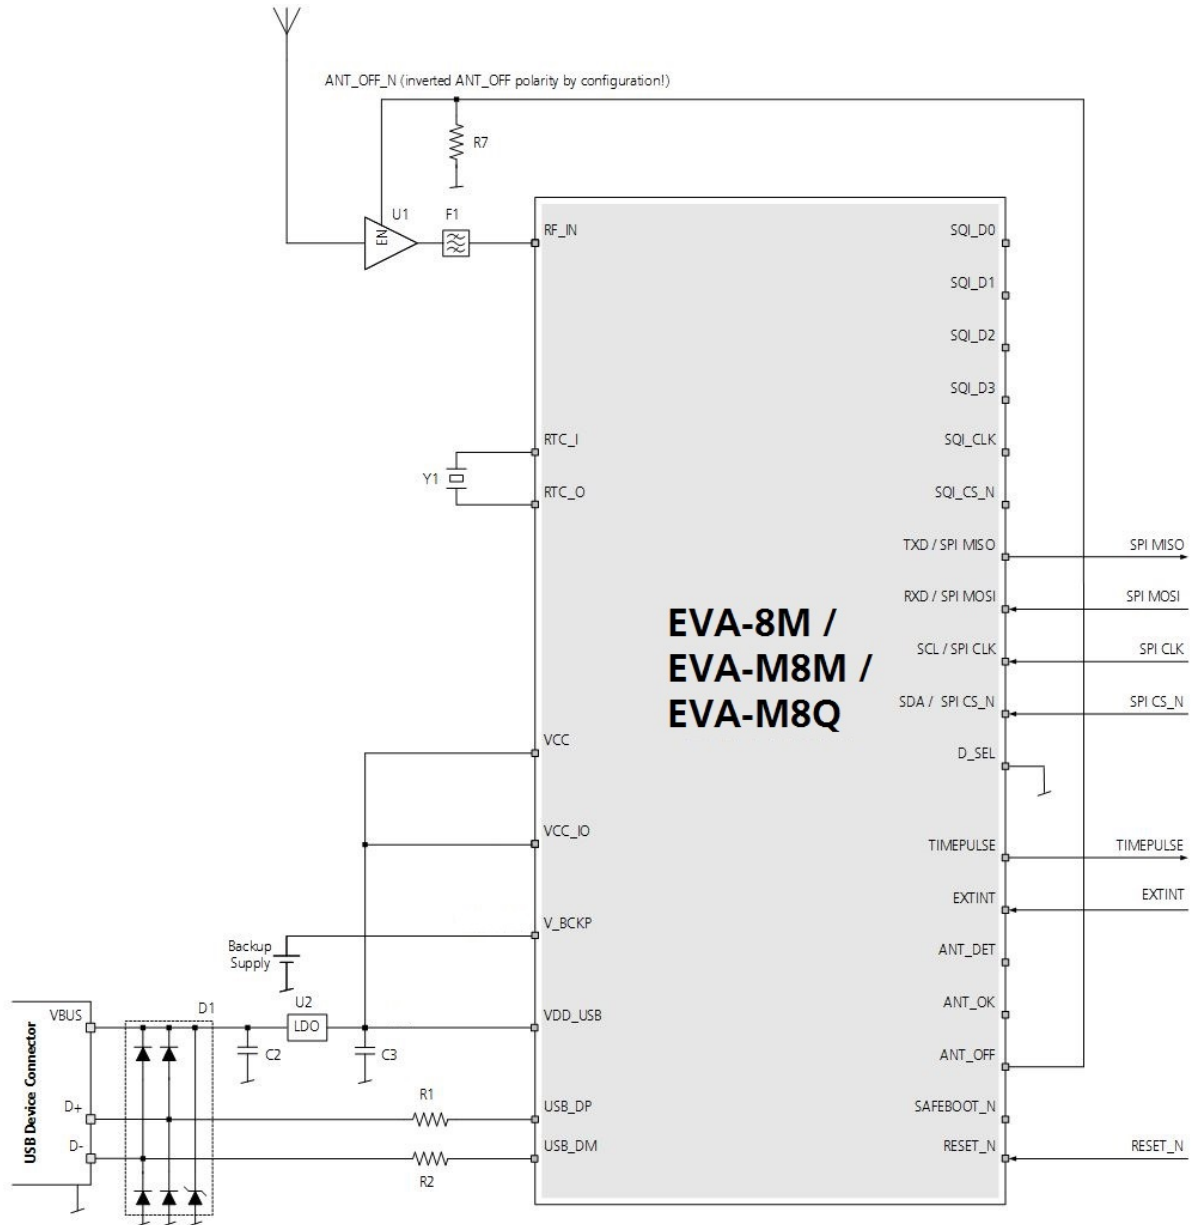 ANT_OFF_N (inverted ANT_OFF polarity by configuration!)
R7
U1
F1
EN
RF_IN
SQI_D0
SQI_D1
SQI_D2
SQI_D3
RTC_I
SQI_CLK
Y1
RTC_O
SQI_CS_N
TXD / SPI MISO
SPI MISO
RXD / SPI MOSI
SPI MOSI
EVA-8M /
EVA-M8M /
EVA-M8Q
SCL / SPI CLK
SPI CLK
SDA / SPI CS_N
SPI CS_N
VCC
D_SEL
VCC_IO
TIMEPULSE
TIMEPULSE
EXTINT
EXTINT
V_BCKP
Backup
Supply
ANT_DET
ANT_OK
VBUS
D1
U2
LDO
VDD_USB
C2
C3
ANT_OFF
USB Device Connector
D+
R1
USB_DP
SAFEBOOT_N
D-
R2
USB_DM
RESET_N
RESET_N